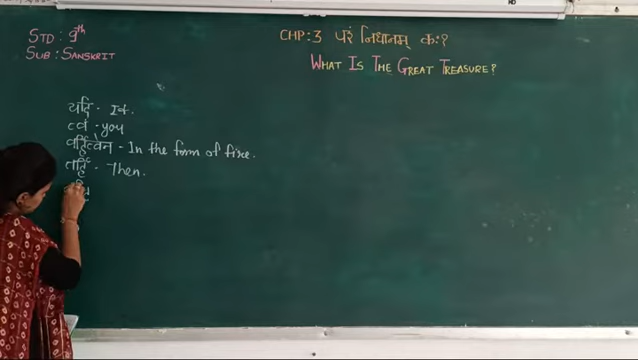 STD : 9th
SUB : SANSKRIT
CHP : 3 परं निधानम् कः?
WHAT IS THE GREAT TREASURE?
यदि - If.
त्वं - you
वह्नित्वेन - In the form of fire.
तर्हि - Then.